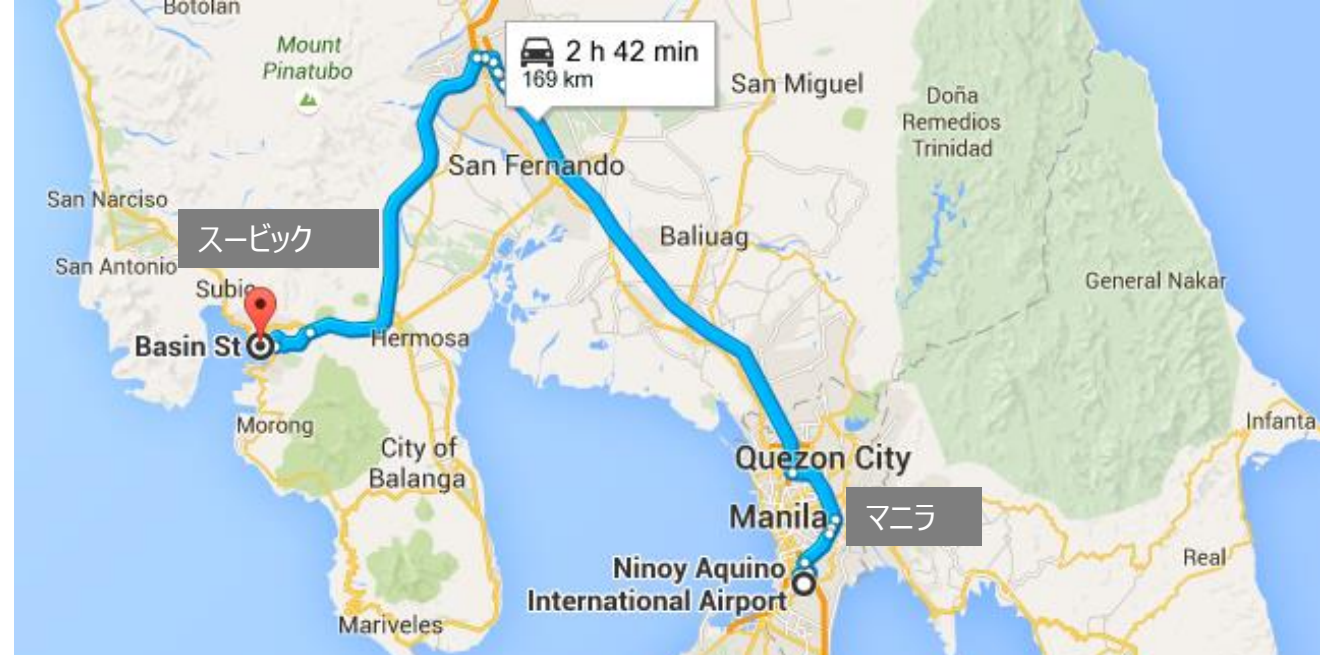 Botolan
Mount
Pinatubo
2 h 42 min
169 km
San Miguel
Doña
Remedios
Trinidad
San Fernando
San Narciso
スービック
Baliuag
San Antonio
Subic
General Nakar
Basin St
Hermosa
Morong
City of
Balanga
Infanta
Quezon City
Manila
マニラ
Real
Ninoy Aquino
International Airport
Mariveles